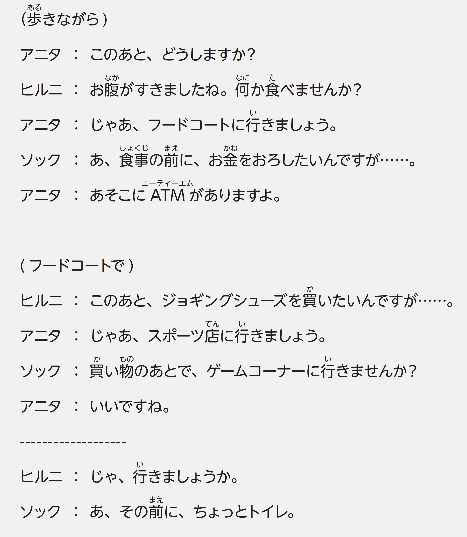 （歩きながら）
アニタ ： このあと、どうしますか？
ヒルニ ： お腹がすきましたね。何か食べませんか？
アニタ ： じゃあ、フードコートに行きましょう。
ソック ： あ、食事の前に、お金をおろしたいんですが……。
アニタ ： あそこに ATM がありますよ。
（フードコートで）
ヒルニ ： このあと、ジョギングシューズを買いたいんですが……。
アニタ ： じゃあ、スポーツ店に行きましょう。
ソック ： 買い物のあとで、ゲームコーナーに行きませんか？
アニタ ： いいですね。
-------------------
ヒルニ ： じゃ、行きましょうか。
ソック ： あ、その前に、ちょっとトイレ。